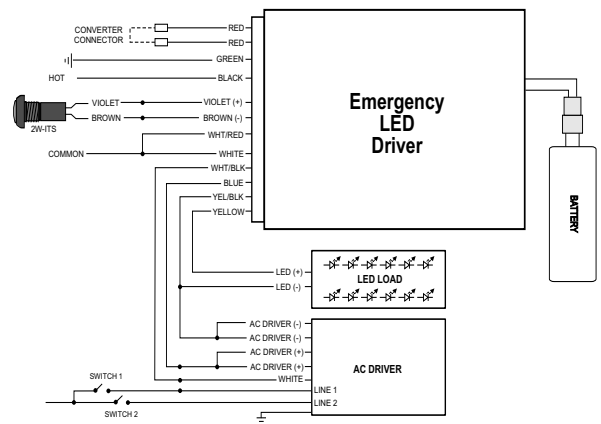 CONVERTER
CONNECTOR
RED
RED
GREEN
HOT
BLACK
VIOLET
VIOLET (+)
BROWN
BROWN (-)
2W-ITS
WHT/RED
COMMON
WHITE
WHT/BLK
BLUE
YEL/BLK
YELLOW
Emergency
LED
Driver
BATTERY
LED (+)
LED (-)
LED LOAD
AC DRIVER (-)
AC DRIVER (-)
AC DRIVER (+)
AC DRIVER (+)
WHITE
AC DRIVER
SWITCH 1
LINE 1
LINE 2
SWITCH 2